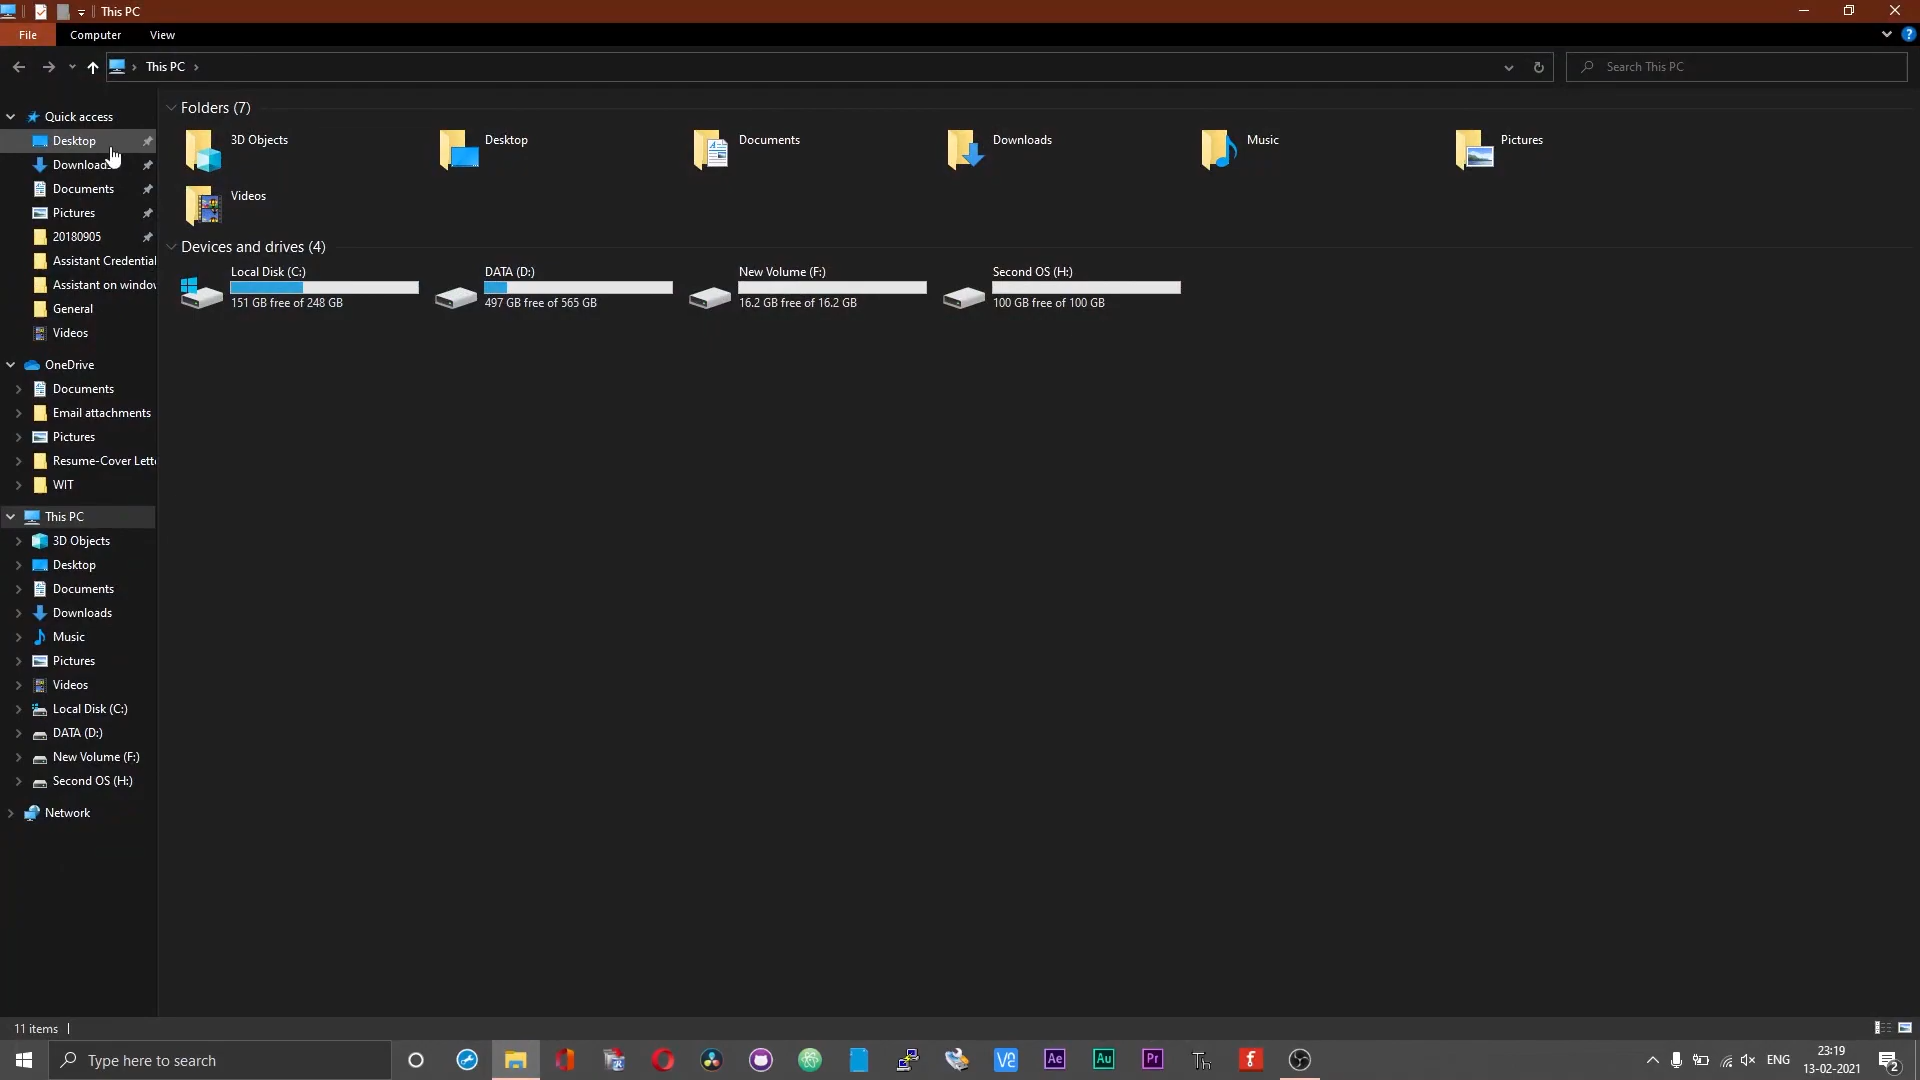 This PC
File
Computer
View
This PC
Search This PC
Quick access
Desktop
Downloads
Documents
Pictures
20180905
Assistant Credential
Assistant on window
General
Videos
OneDrive
Documents
Email attachments
Pictures
Resume-Cover Lette
WIT
This PC
3D Objects
Desktop
Documents
Downloads
Music
Pictures
Videos
Local Disk (C:)
DATA (D:)
New Volume (F:)
Second OS (H:)
Network
Folders (7)
3D Objects
Desktop
Documents
Downloads
Music
Pictures
Videos
Devices and drives (4)
Local Disk (C:)
151 GB free of 248 GB
DATA (D:)
497 GB free of 565 GB
New Volume (F:)
16.2 GB free of 16.2 GB
Second OS (H:)
100 GB free of 100 GB
11 items
Type here to search
Ae
Au
Pr
Th
ENG
23:19
13-02-2021
2